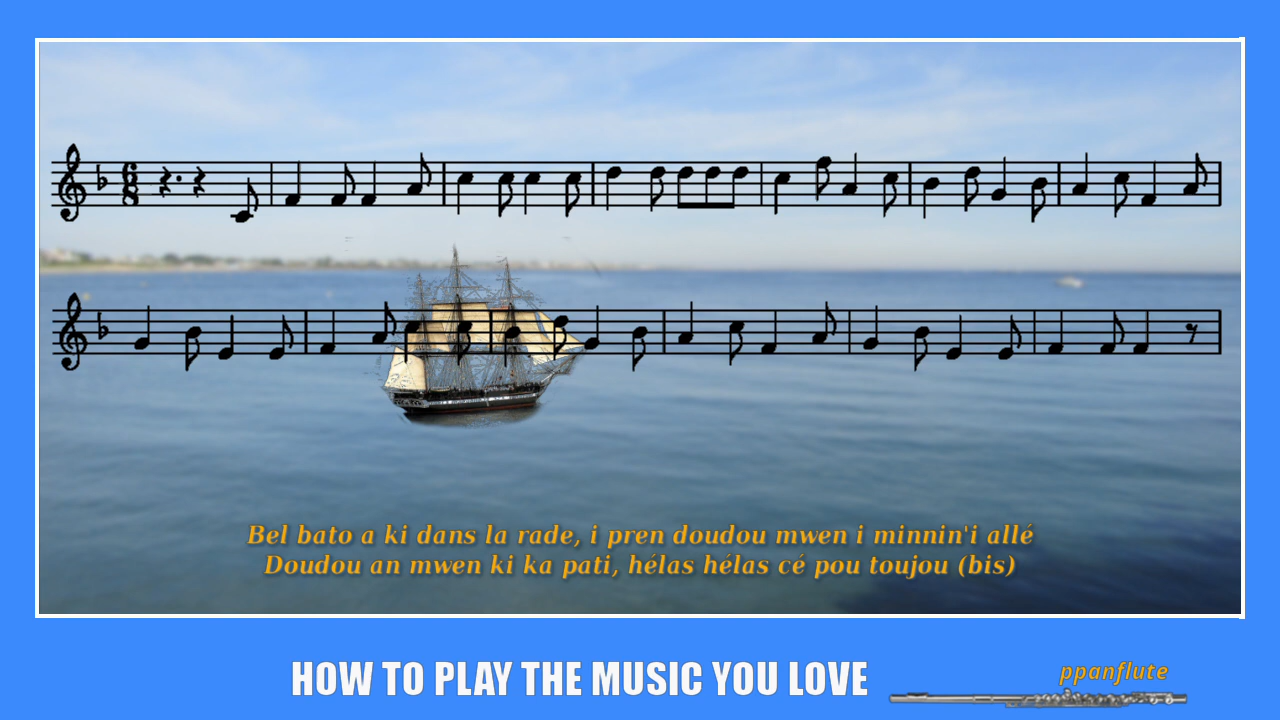 Bel bato a ki dans la rade, i pren doudou mwen i minnin'i allé
Doudou an mwen ki ka pati, hélas hélas cé pou toujou (bis)
HOW TO PLAY THE MUSIC YOU LOVE
ppanflute